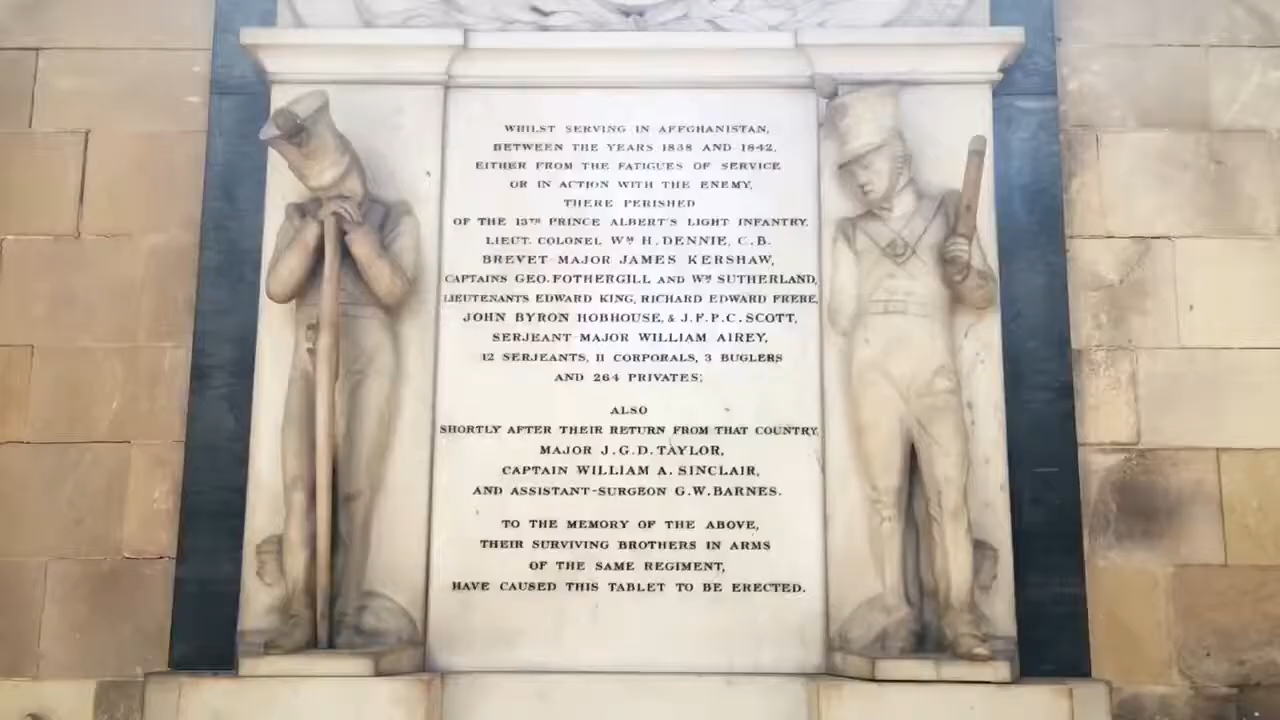 WHILST SERVING IN AFFGHANISTAN,
BETWEEN THE YEARS 1838 AND 1842,
EITHER FROM THE FATIGUES OF SERVICE
OR IN ACTION WITH THE ENEMY,
THERE PERISHED
OF THE 13TH PRINCE ALBERT'S LIGHT INFANTRY.
LIEUT. COLONEL WM H. DENNIE, C.B.
BREVET-MAJOR JAMES KERSHAW,
CAPTAINS GEO. FOTHERGILL AND WM SUTHERLAND,
LIEUTENANTS EDWARD KING, RICHARD EDWARD FRERE,
JOHN BYRON HOBHOUSE, & J.F.P.C. SCOTT,
SERJEANT-MAJOR WILLIAM AIREY,
12 SERJEANTS, 11 CORPORALS, 3 BUGLERS
AND 264 PRIVATES;
ALSO
SHORTLY AFTER THEIR RETURN FROM THAT COUNTRY,
MAJOR J.G.D. TAYLOR,
CAPTAIN WILLIAM A. SINCLAIR,
AND ASSISTANT-SURGEON G.W. BARNES.
TO THE MEMORY OF THE ABOVE,
THEIR SURVIVING BROTHERS IN ARMS
OF THE SAME REGIMENT,
HAVE CAUSED THIS TABLET TO BE ERECTED.